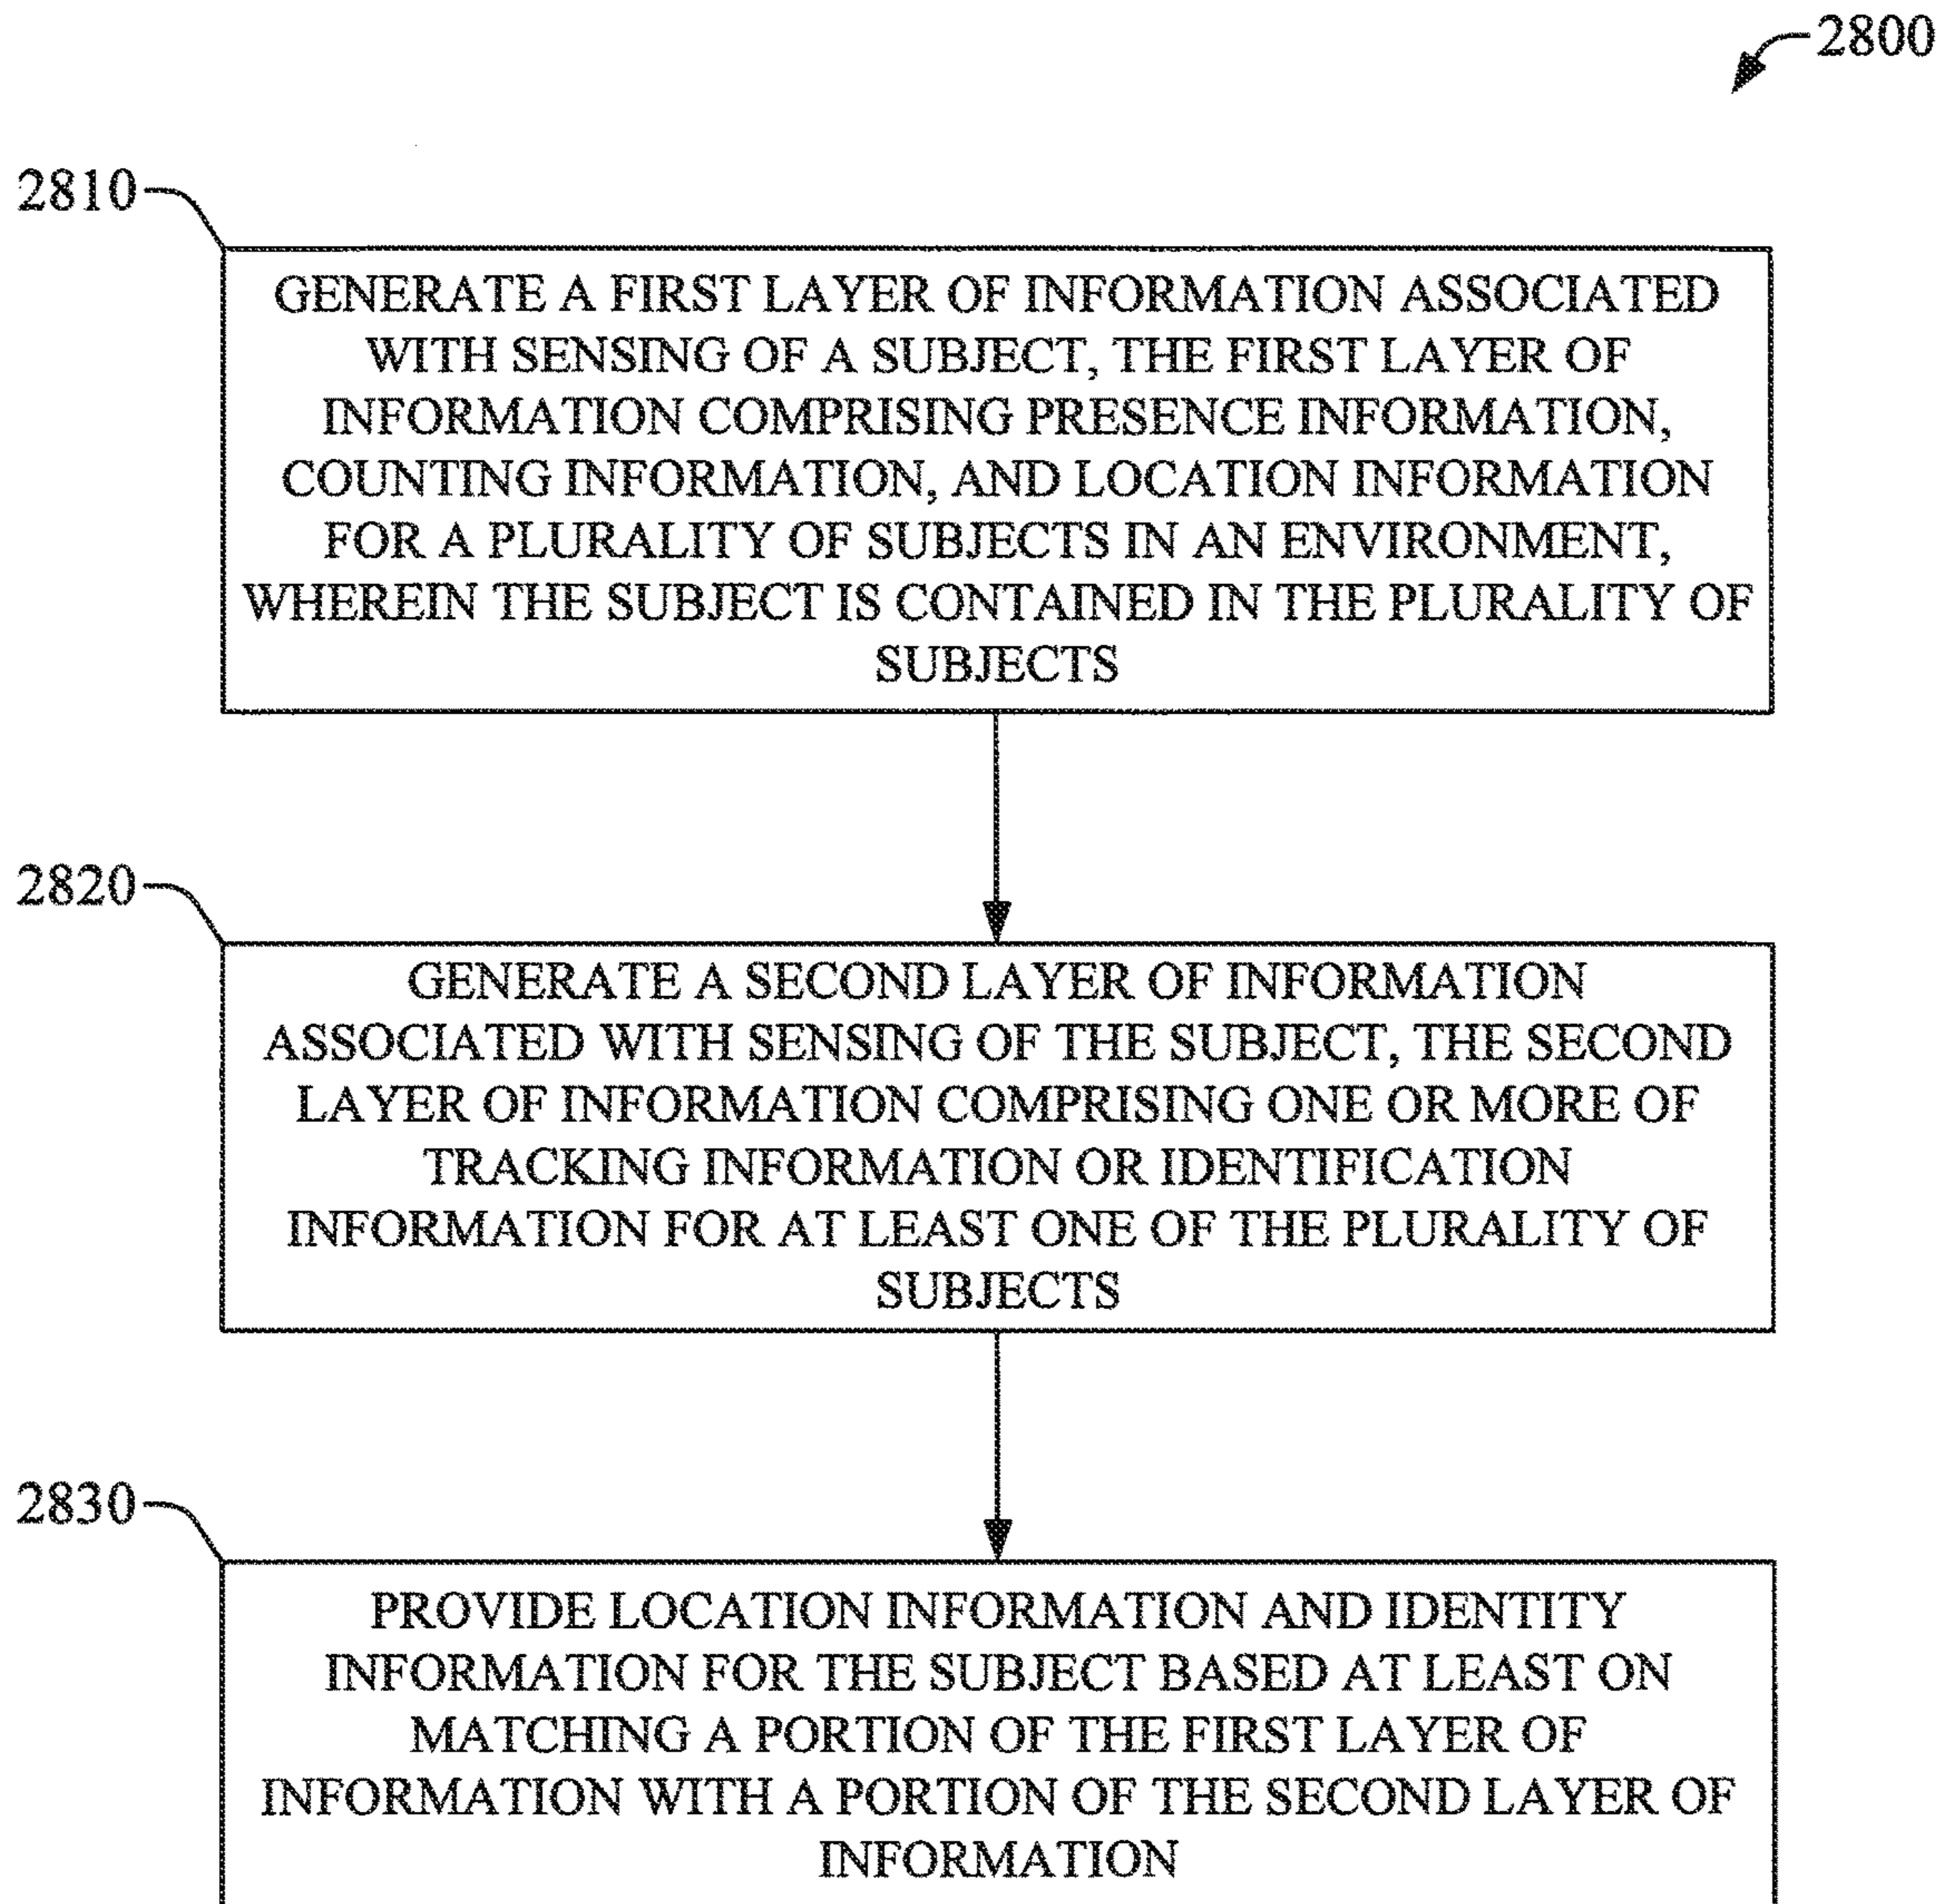 2800
2810
GENERATE A FIRST LAYER OF INFORMATION ASSOCIATED
WITH SENSING OF A SUBJECT, THE FIRST LAYER OF
INFORMATION COMPRISING PRESENCE INFORMATION,
COUNTING INFORMATION, AND LOCATION INFORMATION
FOR A PLURALITY OF SUBJECTS IN AN ENVIRONMENT,
WHEREIN THE SUBJECT IS CONTAINED IN THE PLURALITY OF
SUBJECTS
2820
GENERATE A SECOND LAYER OF INFORMATION
ASSOCIATED WITH SENSING OF THE SUBJECT, THE SECOND
LAYER OF INFORMATION COMPRISING ONE OR MORE OF
TRACKING INFORMATION OR IDENTIFICATION
INFORMATION FOR AT LEAST ONE OF THE PLURALITY OF
SUBJECTS
2830
PROVIDE LOCATION INFORMATION AND IDENTITY
INFORMATION FOR THE SUBJECT BASED AT LEAST ON
MATCHING A PORTION OF THE FIRST LAYER OF
INFORMATION WITH A PORTION OF THE SECOND LAYER OF
INFORMATION